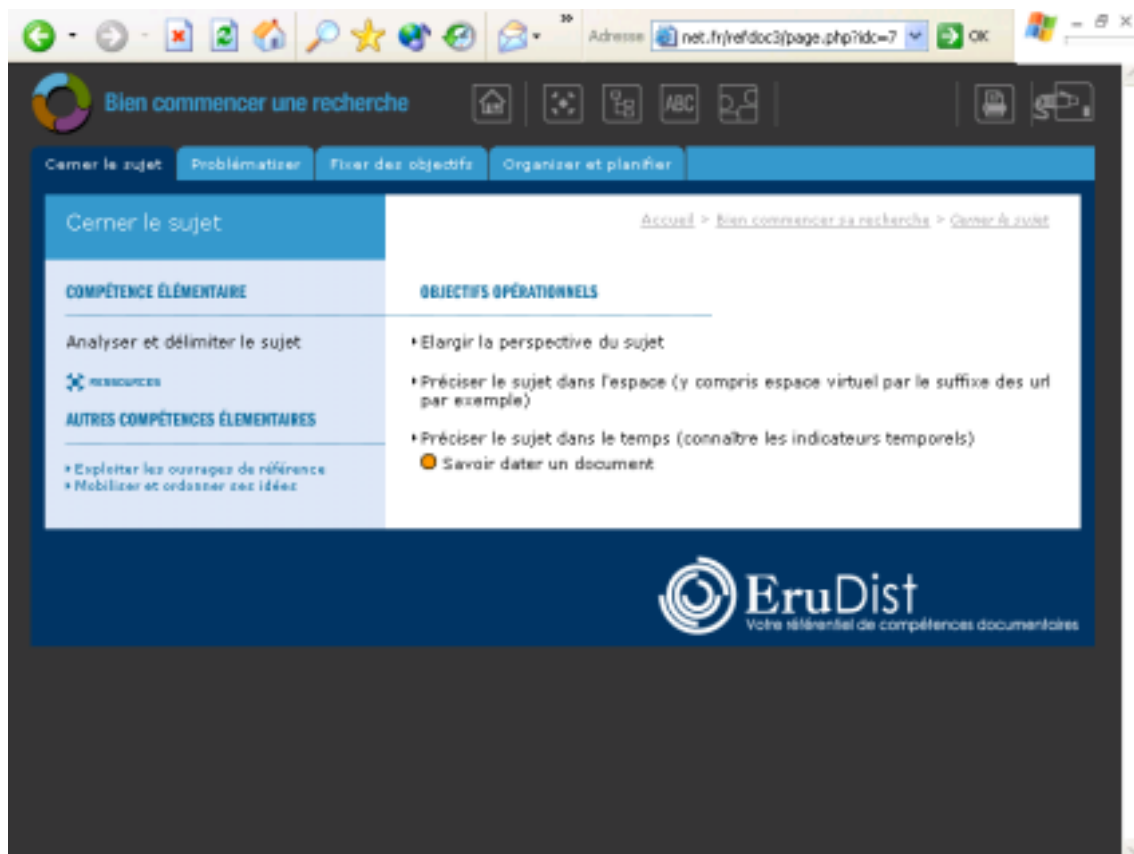 Adresse net.fr/refdoc3/page.php?idc=7 OK
Bien commencer une recherche
ABC
Cerner le sujet Problématiser Fixer des objectifs Organiser et planifier
Cerner le sujet
Accueil > Bien commencer sa recherche > Cerner le sujet
COMPÉTENCE ÉLÉMENTAIRE
Analyser et délimiter le sujet
RESSOURCES
AUTRES COMPÉTENCES ÉLEMENTAIRES
Exploiter les ouvrages de référence
Mobiliser et ordonner ses idées
OBJECTIFS OPÉRATIONNELS
Elargir la perspective du sujet
Préciser le sujet dans l'espace (y compris espace virtuel par le suffixe des url
par exemple)
Préciser le sujet dans le temps (connaître les indicateurs temporels)
Savoir dater un document
EruDist
Votre référentiel de compétences documentaires